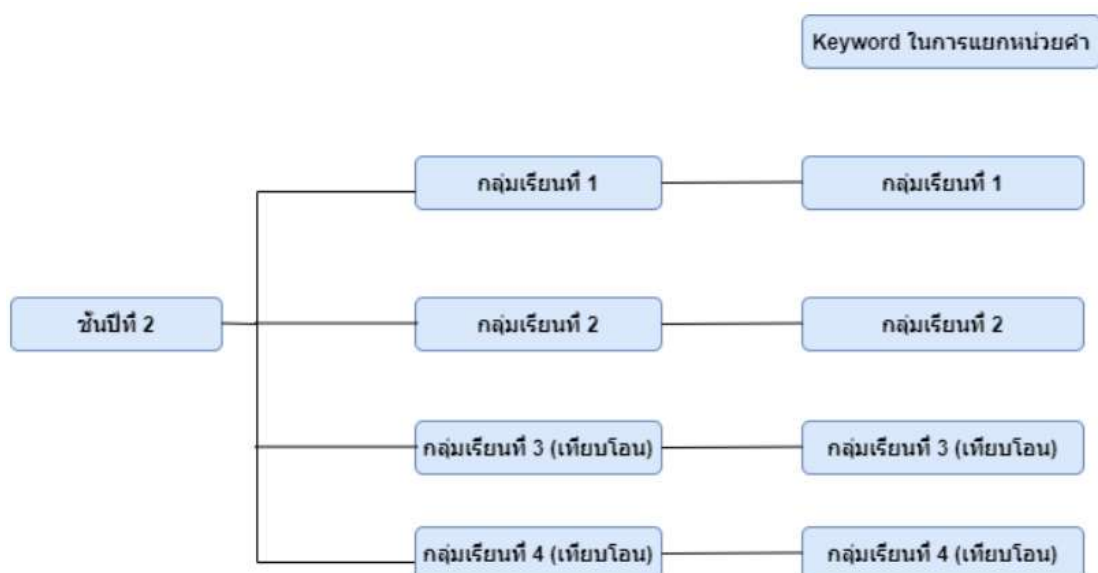 Keyword ในการแยกหน่วยคำ
กลุ่มเรียนที่ 1 กลุ่มเรียนที่ 1
ชั้นปีที่ 2 กลุ่มเรียนที่ 2 กลุ่มเรียนที่ 2
กลุ่มเรียนที่ 3 (เทียบโอน) กลุ่มเรียนที่ 3 (เทียบโอน)
กลุ่มเรียนที่ 4 (เทียบโอน) กลุ่มเรียนที่ 4 (เทียบโอน)